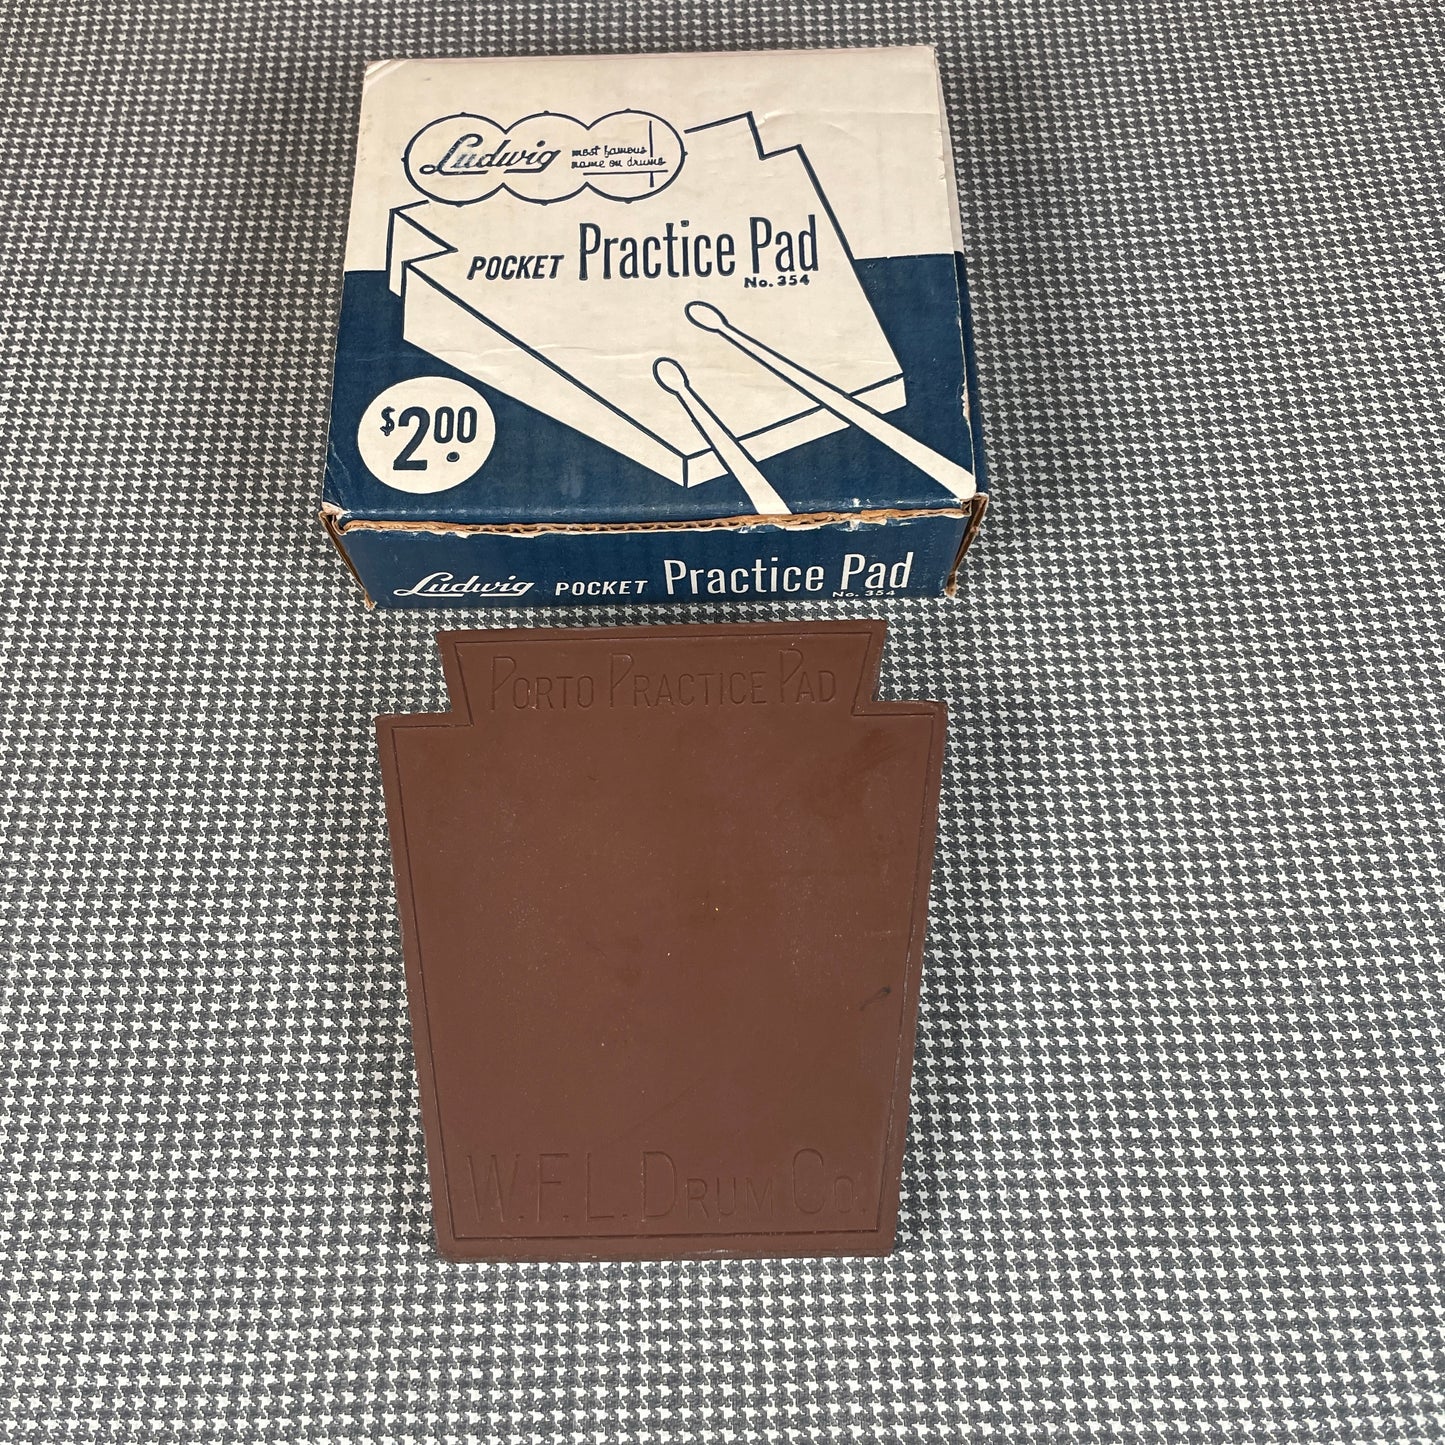 Ludwig
most famous
name on drums
POCKET Practice Pad
No. 354
$2.00
Ludwig POCKET Practice Pad
No. 354
PORTO PRACTICE PAD
W.F.L. DRUM CO.